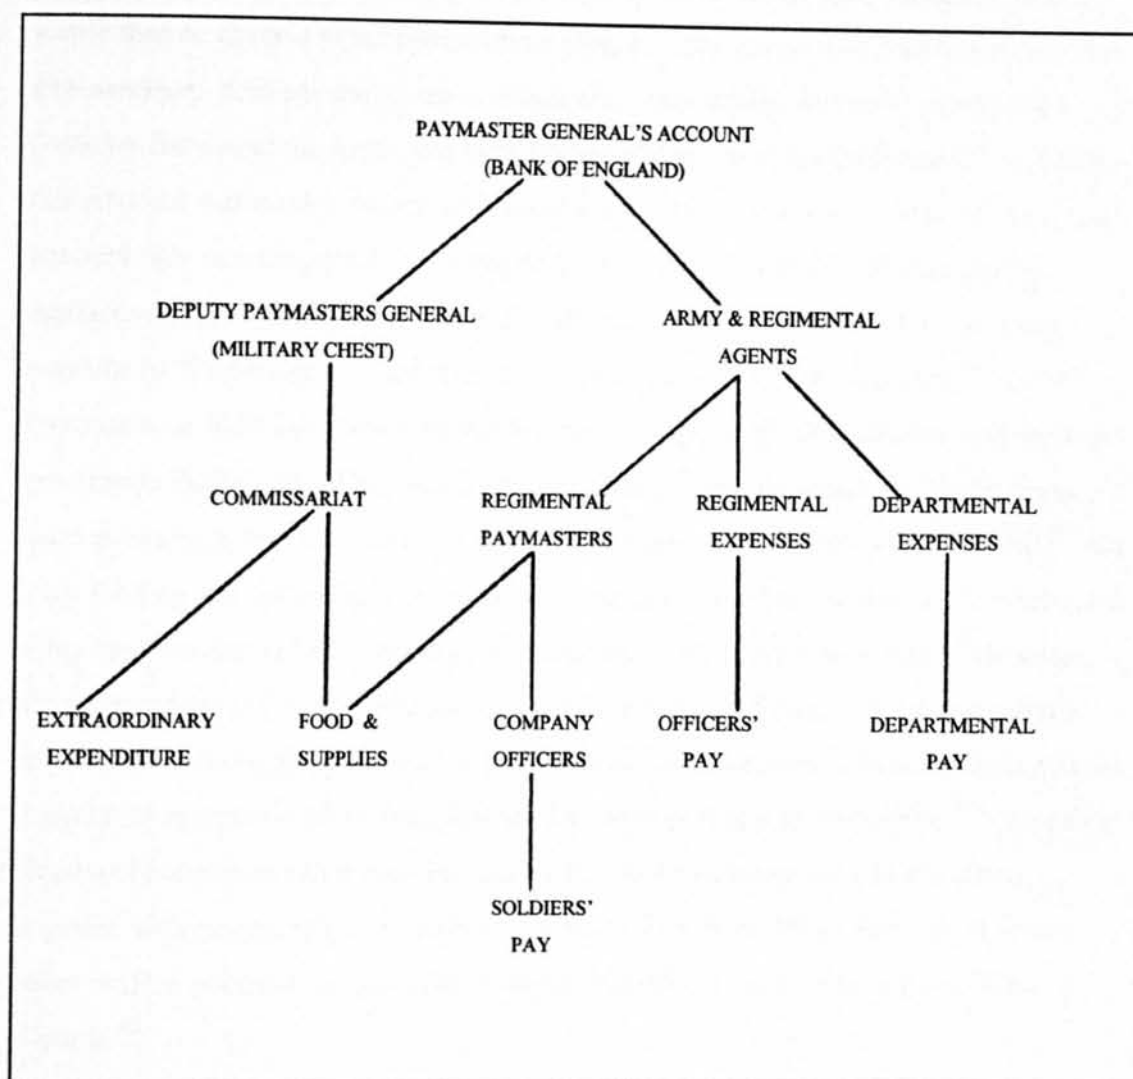 PAYMASTER GENERAL'S ACCOUNT
(BANK OF ENGLAND)
DEPUTY PAYMASTERS GENERAL
(MILITARY CHEST)
ARMY & REGIMENTAL
AGENTS
COMMISSARIAT
REGIMENTAL
PAYMASTERS
REGIMENTAL
EXPENSES
DEPARTMENTAL
EXPENSES
EXTRAORDINARY
EXPENDITURE
FOOD &
SUPPLIES
COMPANY
OFFICERS
OFFICERS'
PAY
DEPARTMENTAL
PAY
SOLDIERS'
PAY